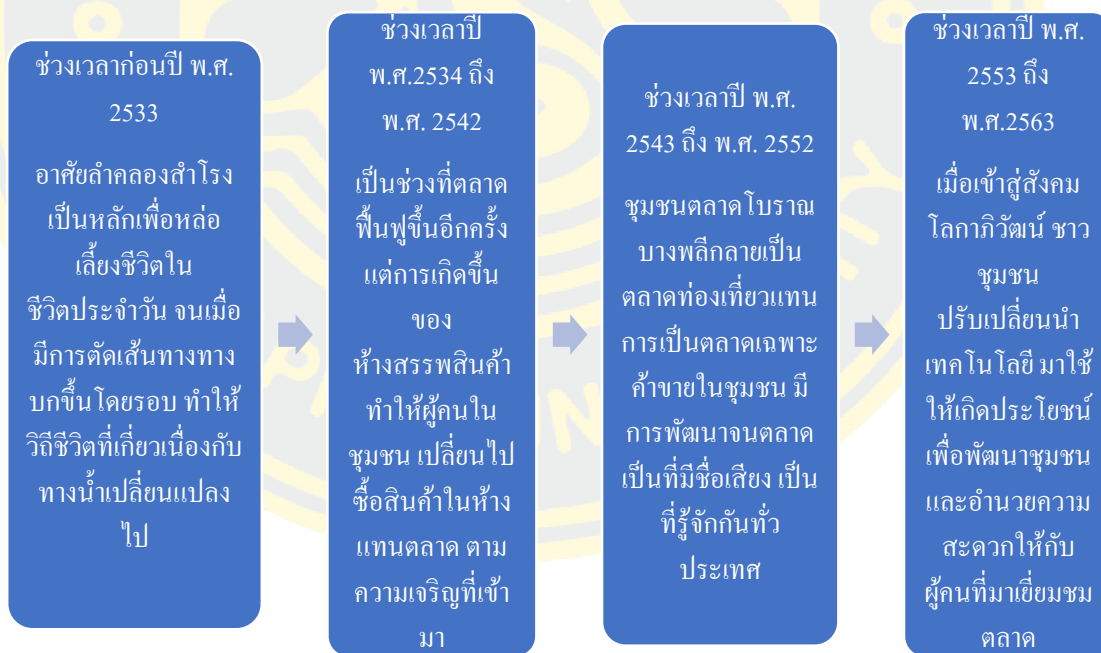 ช่วงเวลาก่อนปี พ.ศ.
2533
อาศัยลำคลองสำโรง
เป็นหลักเพื่อหล่อ
เลี้ยงชีวิตใน
ชีวิตประจำวัน จนเมื่อ
มีการตัดเส้นทางทาง
บกขึ้นโดยรอบ ทำให้
วิถีชีวิตที่เกี่ยวเนื่องกับ
ทางน้ำเปลี่ยนแปลง
ไป
ช่วงเวลาปี
พ.ศ.2534 ถึง
พ.ศ. 2542
เป็นช่วงที่ตลาด
ฟื้นฟูขึ้นอีกครั้ง
แต่การเกิดขึ้น
ของ
ห้างสรรพสินค้า
ทำให้ผู้คนใน
ชุมชน เปลี่ยนไป
ซื้อสินค้าในห้าง
แทนตลาด ตาม
ความเจริญที่เข้า
มา
ช่วงเวลาปี พ.ศ.
2543 ถึง พ.ศ. 2552
ชุมชนตลาดโบราณ
บางพลีกลายเป็น
ตลาดท่องเที่ยวแทน
การเป็นตลาดเฉพาะ
ค้าขายในชุมชน มี
การพัฒนาจนตลาด
เป็นที่มีชื่อเสียง เป็น
ที่รู้จักกันทั่ว
ประเทศ
ช่วงเวลาปี พ.ศ.
2553 ถึง
พ.ศ.2563
เมื่อเข้าสู่สังคม
โลกาภิวัฒน์ ชาว
ชุมชน
ปรับเปลี่ยนนำ
เทคโนโลยี มาใช้
ให้เกิดประโยชน์
เพื่อพัฒนาชุมชน
และอำนวยความ
สะดวกให้กับ
ผู้คนที่มาเยี่ยมชม
ตลาด